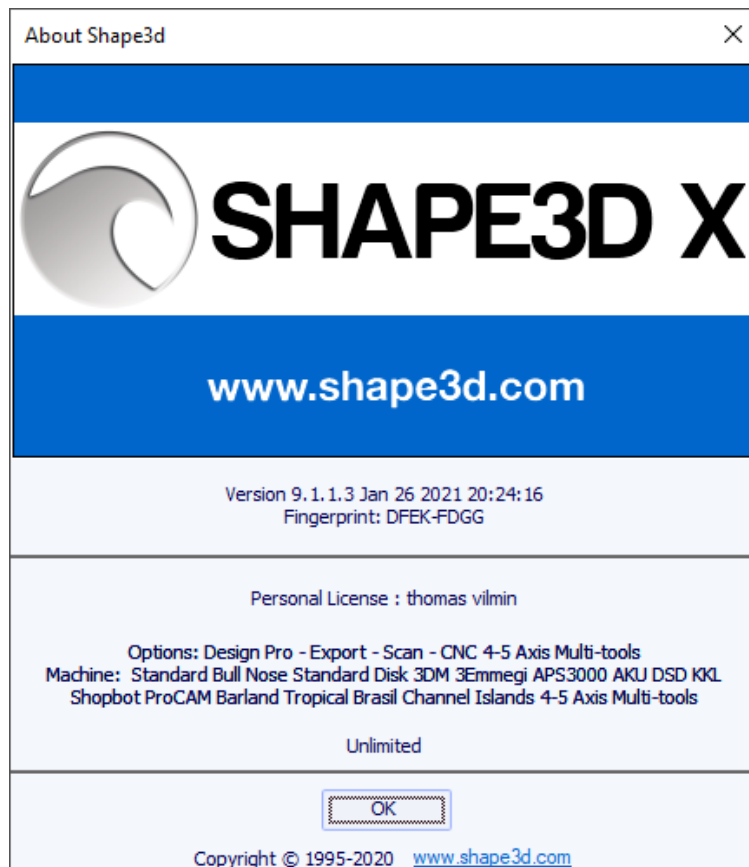 About Shape3d
SHAPE3D X
www.shape3d.com
Version 9.1.1.3 Jan 26 2021 20:24:16
Fingerprint: DFEK-FDGG
Personal License : thomas vilmin
Options: Design Pro - Export - Scan - CNC 4-5 Axis Multi-tools
Machine:  Standard Bull Nose Standard Disk 3DM 3Emmegi APS3000 AKU DSD KKL
Shopbot ProCAM Barland Tropical Brasil Channel Islands 4-5 Axis Multi-tools
Unlimited
OK
Copyright © 1995-2020 www.shape3d.com